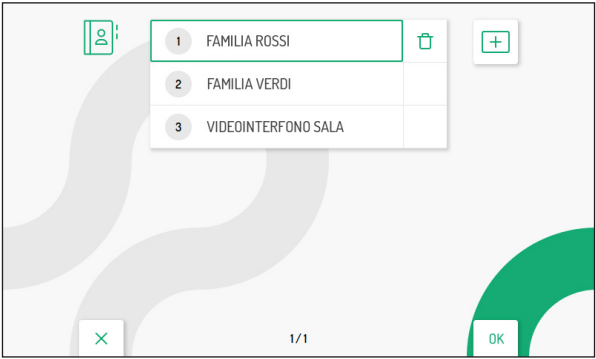 1 FAMILIA ROSSI
2 FAMILIA VERDI
3 VIDEOINTERFONO SALA
1/1
OK